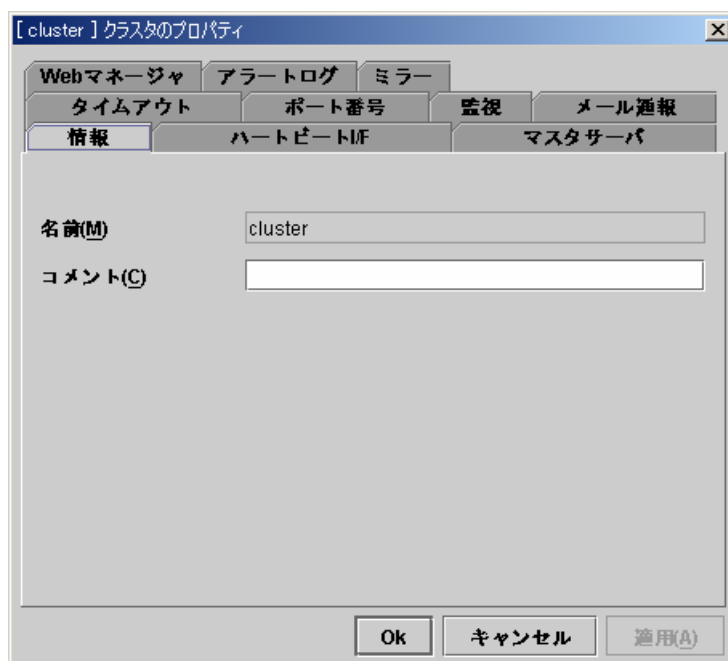 [ cluster ] クラスタのプロパティ
Webマネージャ アラートログ ミラー
タイムアウト ポート番号 監視 メール通報
情報 ハートビートI/F マスタサーバ
名前(M) cluster
コメント(C)
Ok キャンセル 適用(A)